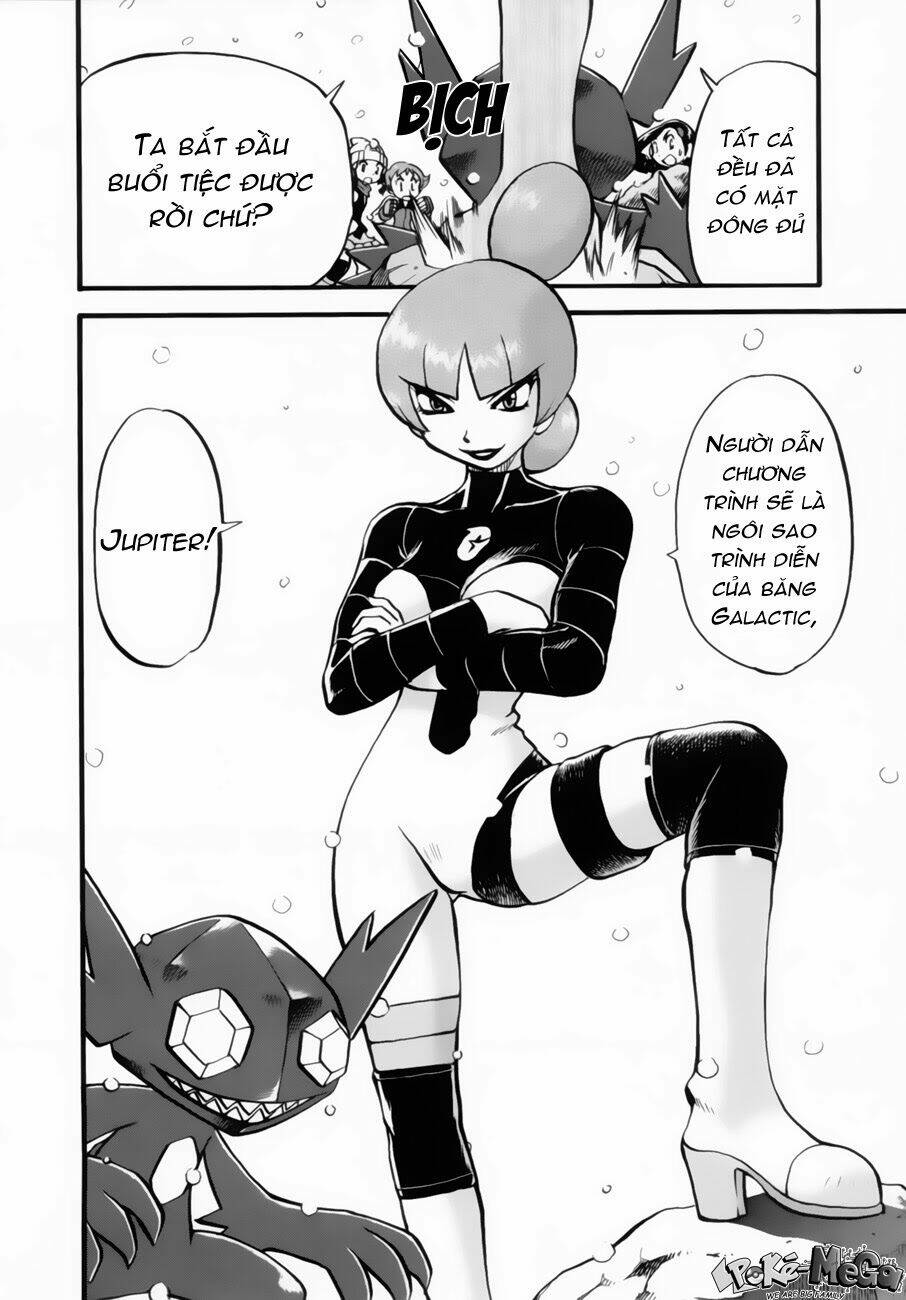 Tất cả
đều đã
có mặt
đông đủ
BỊCH
Ta bắt đầu
buổi tiệc được
rồi chứ?
Người dẫn
chương
trình sẽ là
ngôi sao
trình diễn
của băng
Galactic,
Jupiter!
Poké-Mega
WE ARE BIG FAMILY